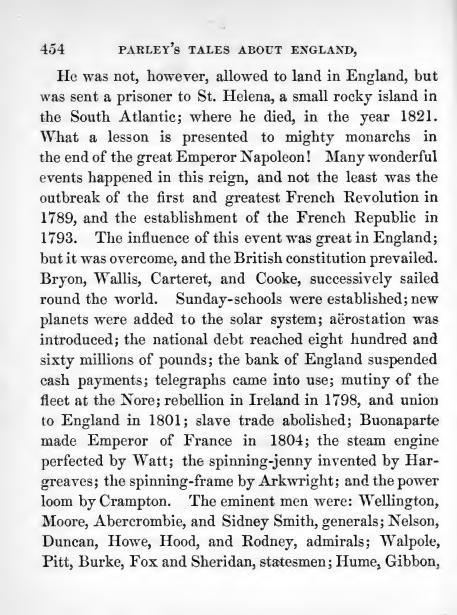 454 PARLEY'S TALES ABOUT ENGLAND,
He was not, however, allowed to land in England, but
was sent a prisoner to St. Helena, a small rocky island in
the South Atlantic; where he died, in the year 1821.
What a lesson is presented to mighty monarchs in
the end of the great Emperor Napoleon! Many wonderful
events happened in this reign, and not the least was the
outbreak of the first and greatest French Revolution in
1789, and the establishment of the French Republic in
1793. The influence of this event was great in England;
but it was overcome, and the British constitution prevailed.
Bryon, Wallis, Carteret, and Cooke, successively sailed
round the world. Sunday-schools were established; new
planets were added to the solar system; aërostation was
introduced; the national debt reached eight hundred and
sixty millions of pounds; the bank of England suspended
cash payments; telegraphs came into use; mutiny of the
fleet at the Nore; rebellion in Ireland in 1798, and union
to England in 1801; slave trade abolished; Buonaparte
made Emperor of France in 1804; the steam engine
perfected by Watt; the spinning-jenny invented by Har-
greaves; the spinning-frame by Arkwright; and the power
loom by Crampton. The eminent men were: Wellington,
Moore, Abercrombie, and Sidney Smith, generals; Nelson,
Duncan, Howe, Hood, and Rodney, admirals; Walpole,
Pitt, Burke, Fox and Sheridan, statesmen; Hume, Gibbon,